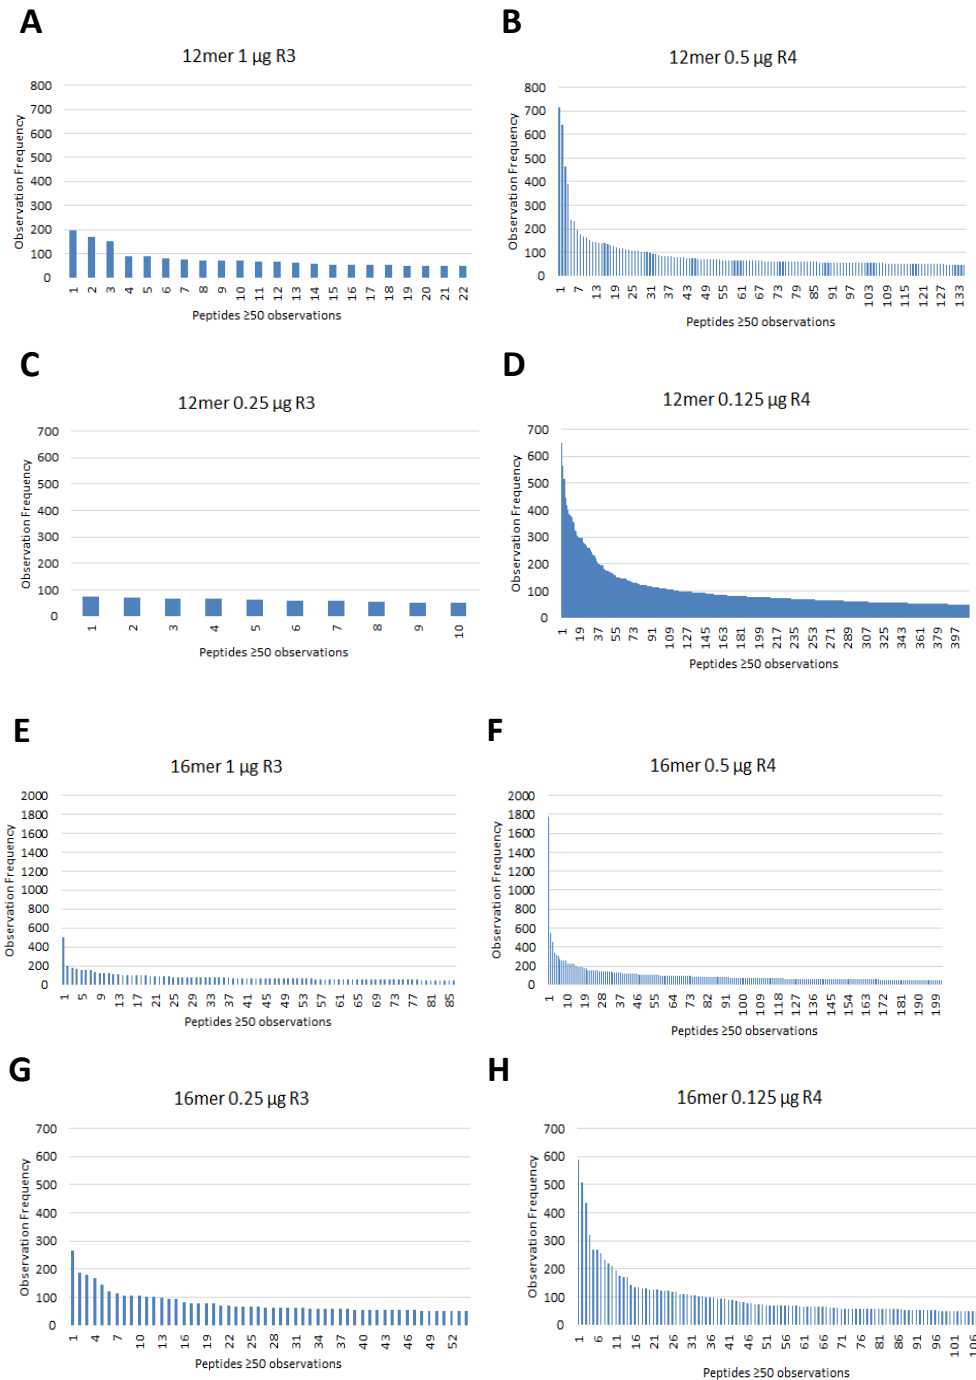 A
12mer 1 µg R3
Observation Frequency
800
700
600
500
400
300
200
100
0
1 2 3 4 5 6 7 8 9 10 11 12 13 14 15 16 17 18 19 20 21 22
Peptides ≥50 observations
B
12mer 0.5 µg R4
Observation Frequency
800
700
600
500
400
300
200
100
0
1 7 13 19 25 31 37 43 49 55 61 67 73 79 85 91 97 103 109 115 121 127 133
Peptides ≥50 observations
C
12mer 0.25 µg R3
Observation Frequency
700
600
500
400
300
200
100
0
1 2 3 4 5 6 7 8 9 10
Peptides ≥50 observations
D
12mer 0.125 µg R4
Observation Frequency
700
600
500
400
300
200
100
0
1 19 37 55 73 91 109 127 145 163 181 199 217 235 253 271 289 307 325 343 361 379 397
Peptides ≥50 observations
E
16mer 1 µg R3
Observation Frequency
2000
1800
1600
1400
1200
1000
800
600
400
200
0
1 5 9 13 17 21 25 29 33 37 41 45 49 53 57 61 65 69 73 77 81 85
Peptides ≥50 observations
F
16mer 0.5 µg R4
Observation Frequency
2000
1800
1600
1400
1200
1000
800
600
400
200
0
1 10 19 28 37 46 55 64 73 82 91 100 109 118 127 136 145 154 163 172 181 190 199
Peptides ≥50 observations
G
16mer 0.25 µg R3
Observation Frequency
700
600
500
400
300
200
100
0
1 4 7 10 13 16 19 22 25 28 31 34 37 40 43 46 49 52
Peptides ≥50 observations
H
16mer 0.125 µg R4
Observation Frequency
700
600
500
400
300
200
100
0
1 6 11 16 21 26 31 36 41 46 51 56 61 66 71 76 81 86 91 96 101 106
Peptides ≥50 observations